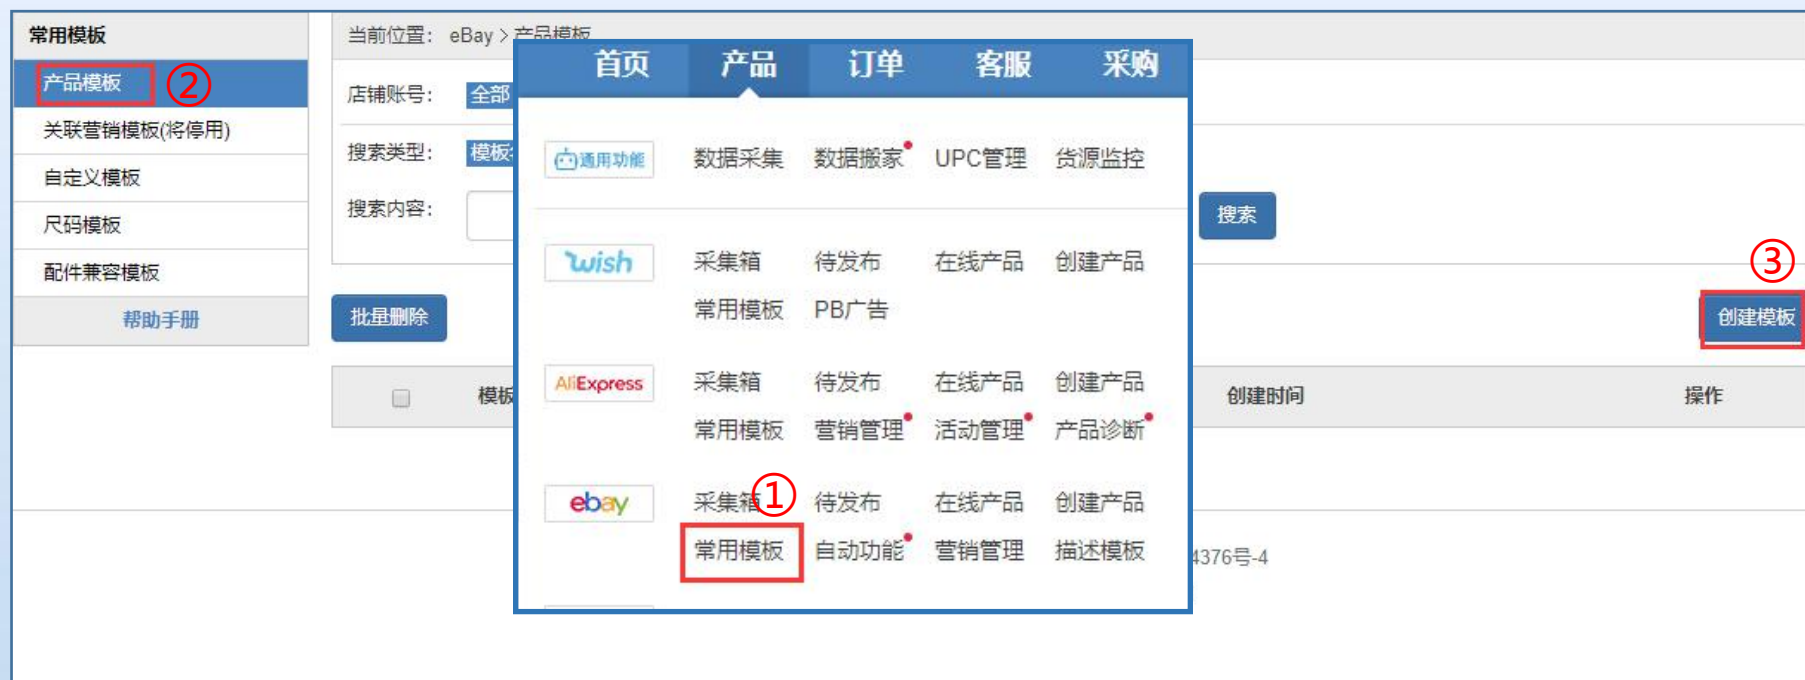 常用模板
产品模板 ②
关联营销模板(将停用)
自定义模板
尺码模板
配件兼容模板
帮助手册
当前位置： eBay > 产品模板
店铺账号： 全部
搜索类型： 模板
搜索内容：
搜索
批量删除
③
创建模板
模板
创建时间
操作
4376号-4
首页 产品 订单 客服 采购
通用功能 数据采集 数据搬家 UPC管理 货源监控
wish 采集箱 待发布 在线产品 创建产品
常用模板 PB广告
AliExpress 采集箱 待发布 在线产品 创建产品
常用模板 营销管理 活动管理 产品诊断
ebay 采集箱 ① 待发布 在线产品 创建产品
常用模板 自动功能 营销管理 描述模板